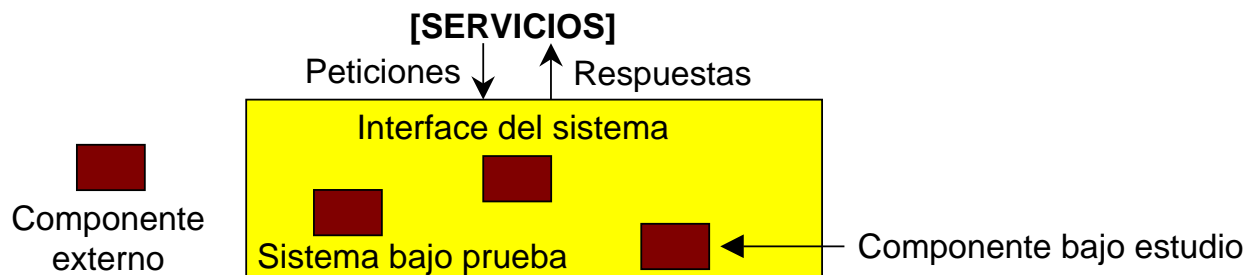 [SERVICIOS]
Peticiones
Respuestas
Interface del sistema
Componente
externo
Sistema bajo prueba
Componente bajo estudio